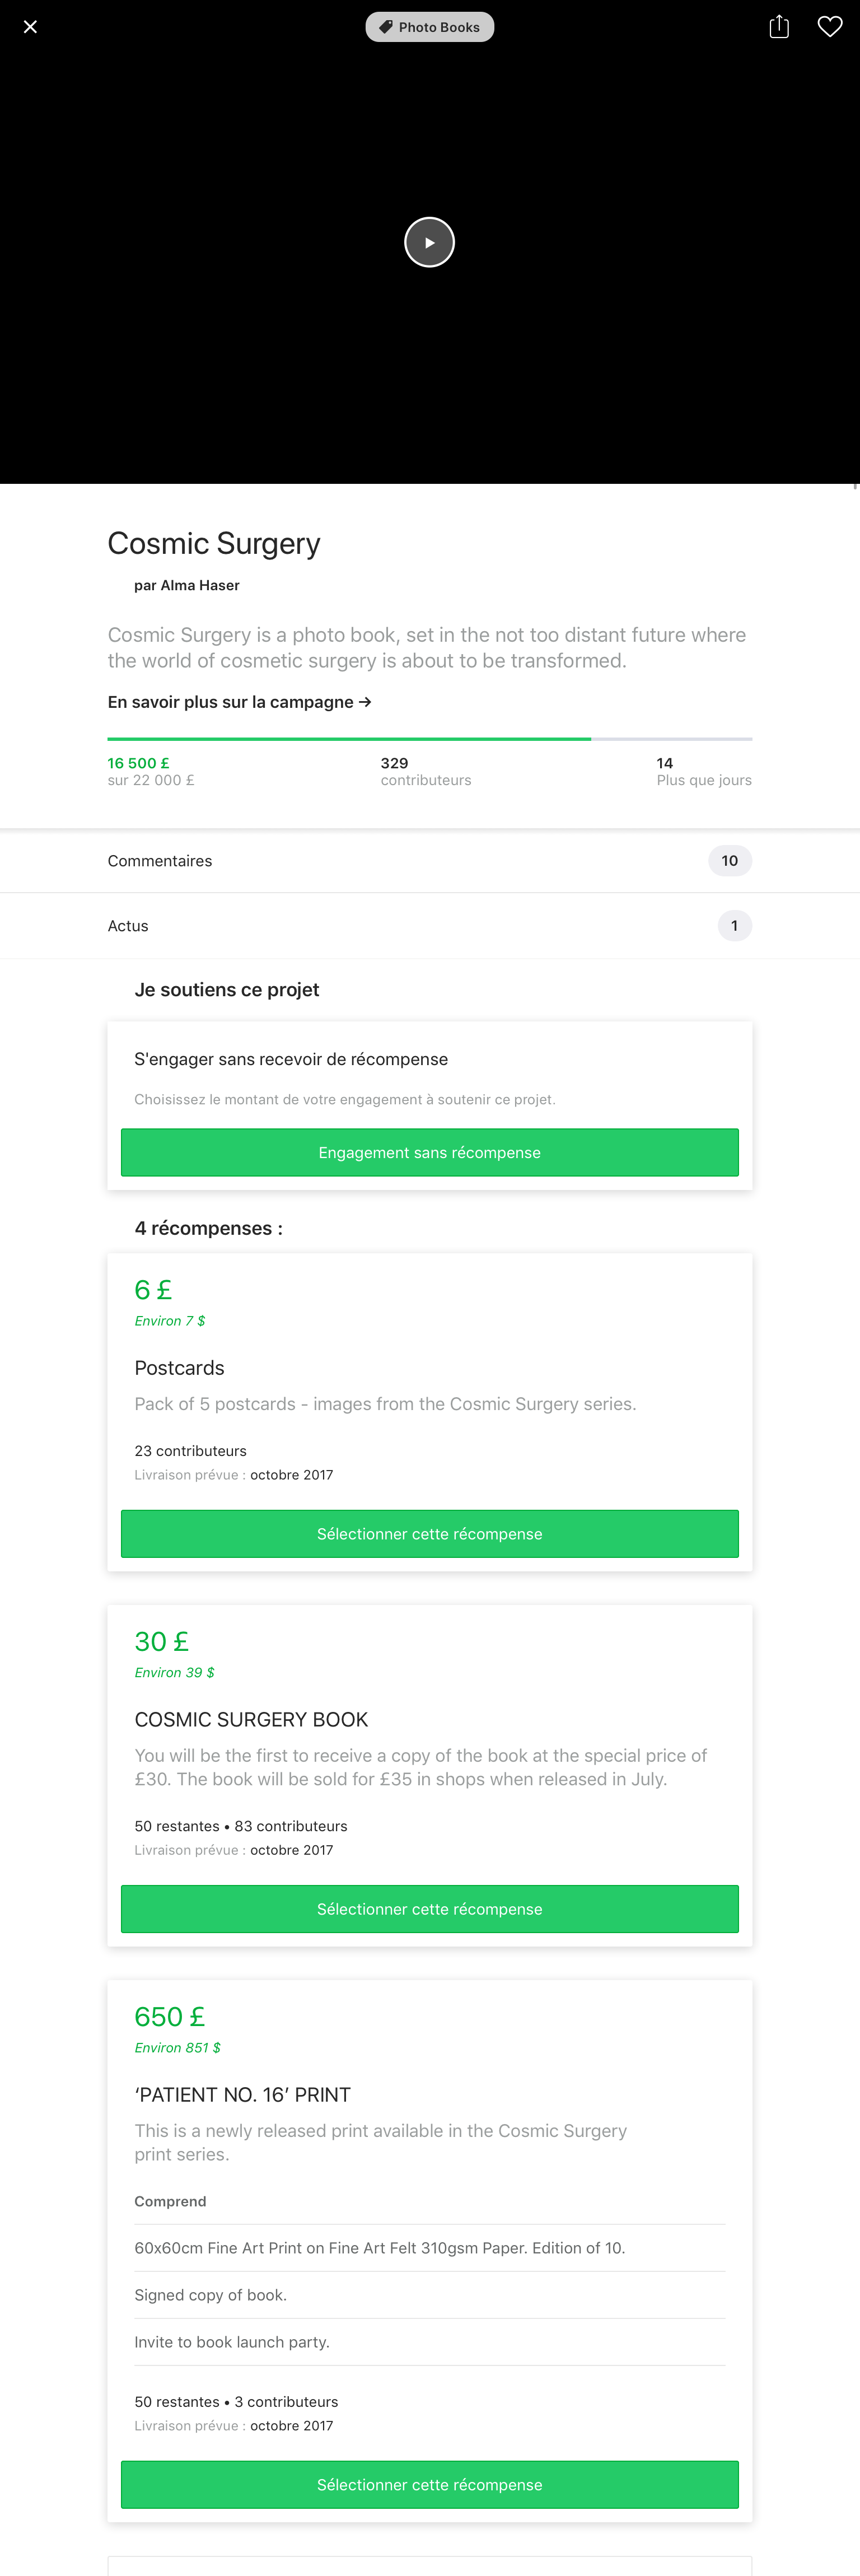 Photo Books
Cosmic Surgery
par Alma Haser
Cosmic Surgery is a photo book, set in the not too distant future where
the world of cosmetic surgery is about to be transformed.
En savoir plus sur la campagne →
16 500 £
sur 22 000 £
329
contributeurs
14
Plus que jours
Commentaires
10
Actus
1
Je soutiens ce projet
S'engager sans recevoir de récompense
Choisissez le montant de votre engagement à soutenir ce projet.
Engagement sans récompense
4 récompenses :
6 £
Environ 7 $
Postcards
Pack of 5 postcards - images from the Cosmic Surgery series.
23 contributeurs
Livraison prévue : octobre 2017
Sélectionner cette récompense
30 £
Environ 39 $
COSMIC SURGERY BOOK
You will be the first to receive a copy of the book at the special price of
£30. The book will be sold for £35 in shops when released in July.
50 restantes • 83 contributeurs
Livraison prévue : octobre 2017
Sélectionner cette récompense
650 £
Environ 851 $
‘PATIENT NO. 16’ PRINT
This is a newly released print available in the Cosmic Surgery
print series.
Comprend
60x60cm Fine Art Print on Fine Art Felt 310gsm Paper. Edition of 10.
Signed copy of book.
Invite to book launch party.
50 restantes • 3 contributeurs
Livraison prévue : octobre 2017
Sélectionner cette récompense